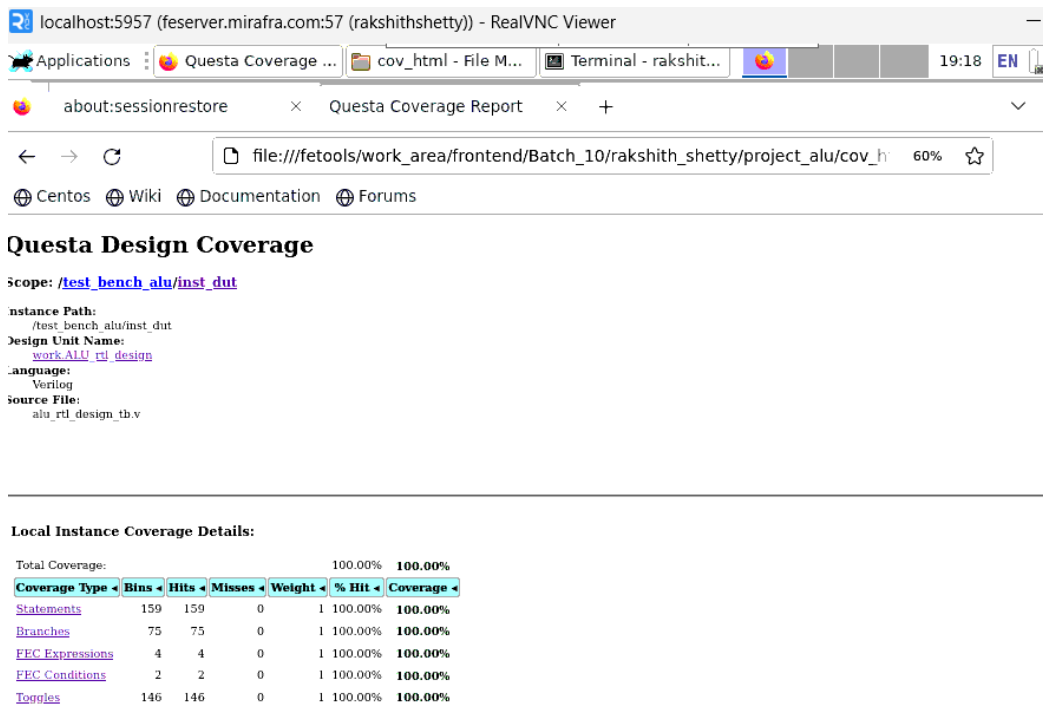 localhost:5957 (feserver.mirafra.com:57 (rakshithshetty)) - RealVNC Viewer
Applications Questa Coverage ... cov_html - File M... Terminal - rakshit... 19:18 EN
about:sessionrestore × Questa Coverage Report × +
file:///fetools/work_area/frontend/Batch_10/rakshith_shetty/project_alu/cov_h 60%
Centos Wiki Documentation Forums
Questa Design Coverage
Scope: /test_bench_alu/inst_dut
Instance Path:
/test_bench_alu/inst_dut
Design Unit Name:
work.ALU_rtl_design
Language:
Verilog
Source File:
alu_rtl_design_tb.v
Local Instance Coverage Details:
Total Coverage: 100.00% 100.00%
Coverage Type Bins Hits Misses Weight % Hit Coverage
Statements 159 159 0 1 100.00% 100.00%
Branches 75 75 0 1 100.00% 100.00%
FEC Expressions 4 4 0 1 100.00% 100.00%
FEC Conditions 2 2 0 1 100.00% 100.00%
Toggles 146 146 0 1 100.00% 100.00%